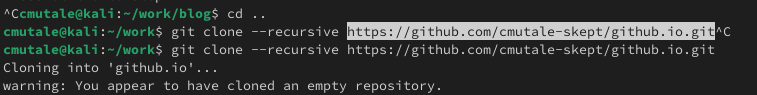 ^Ccmutale@kali:~/work/blog$ cd ..
cmutale@kali:~/work$ git clone --recursive https://github.com/cmutale-skept/github.io.git^C
cmutale@kali:~/work$ git clone --recursive https://github.com/cmutale-skept/github.io.git
Cloning into 'github.io'...
warning: You appear to have cloned an empty repository.